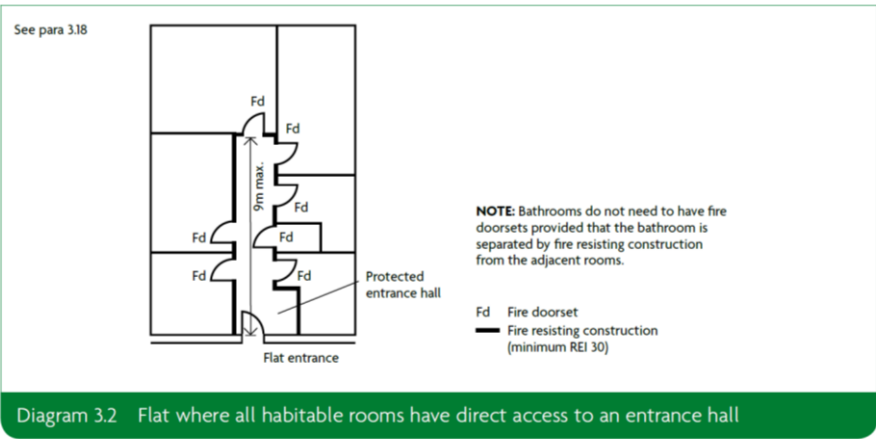 See para 3.18
Fd
Fd
9m max.
Fd
Fd
Fd
Fd
Fd
Protected
entrance hall
Flat entrance
NOTE: Bathrooms do not need to have fire
doorsets provided that the bathroom is
separated by fire resisting construction
from the adjacent rooms.
Fd Fire doorset
Fire resisting construction
(minimum REI 30)
Diagram 3.2 Flat where all habitable rooms have direct access to an entrance hall